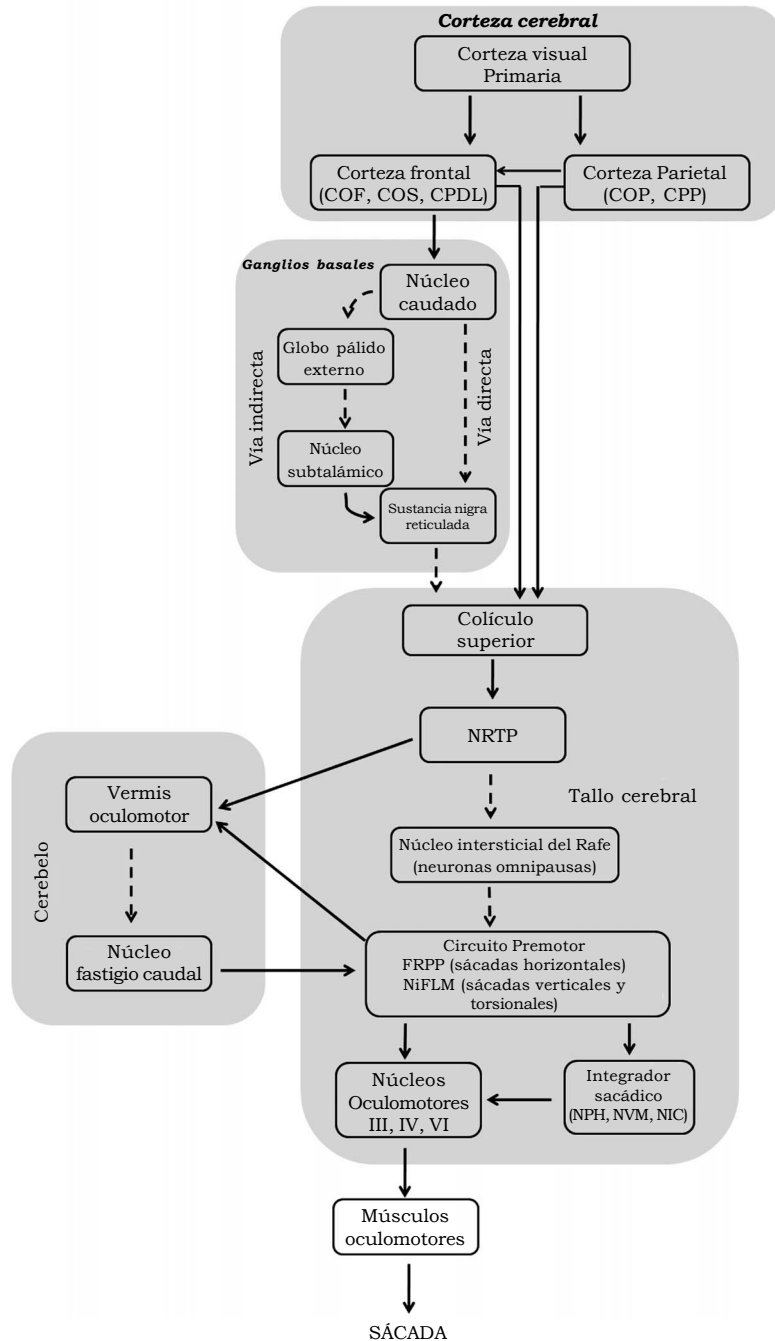 Corteza cerebral
Corteza visual
Primaria
Corteza frontal
(COF, COS, CPDL)
Corteza Parietal
(COP, CPP)
Ganglios basales
Núcleo
caudado
Globo pálido
externo
Vía indirecta
Vía directa
Núcleo
subtalámico
Sustancia nigra
reticulada
Colículo
superior
NRTP
Tallo cerebral
Vermis
oculomotor
Cerebelo
Núcleo intersticial del Rafe
(neuronas omnipausas)
Núcleo
fastigio caudal
Circuito Premotor
FRPP (sácadas horizontales)
NiFLM (sácadas verticales y
torsionales)
Núcleos
Oculomotores
III, IV, VI
Integrador
sacádico
(NPH, NVM, NIC)
Músculos
oculomotores
SÁCADA